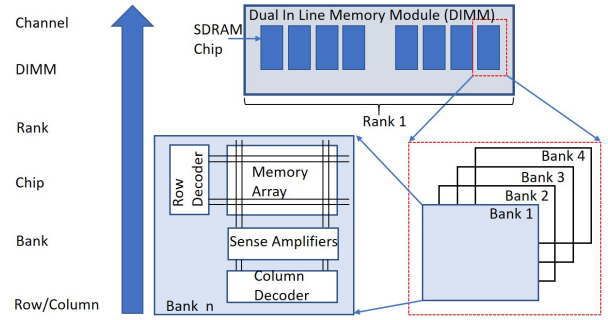 Channel
DIMM
Rank
Chip
Bank
Row/Column
Dual In Line Memory Module (DIMM)
SDRAM
Chip
Rank 1
Row
Decoder
Memory
Array
Sense Amplifiers
Column
Decoder
Bank n
Bank 4
Bank 3
Bank 2
Bank 1